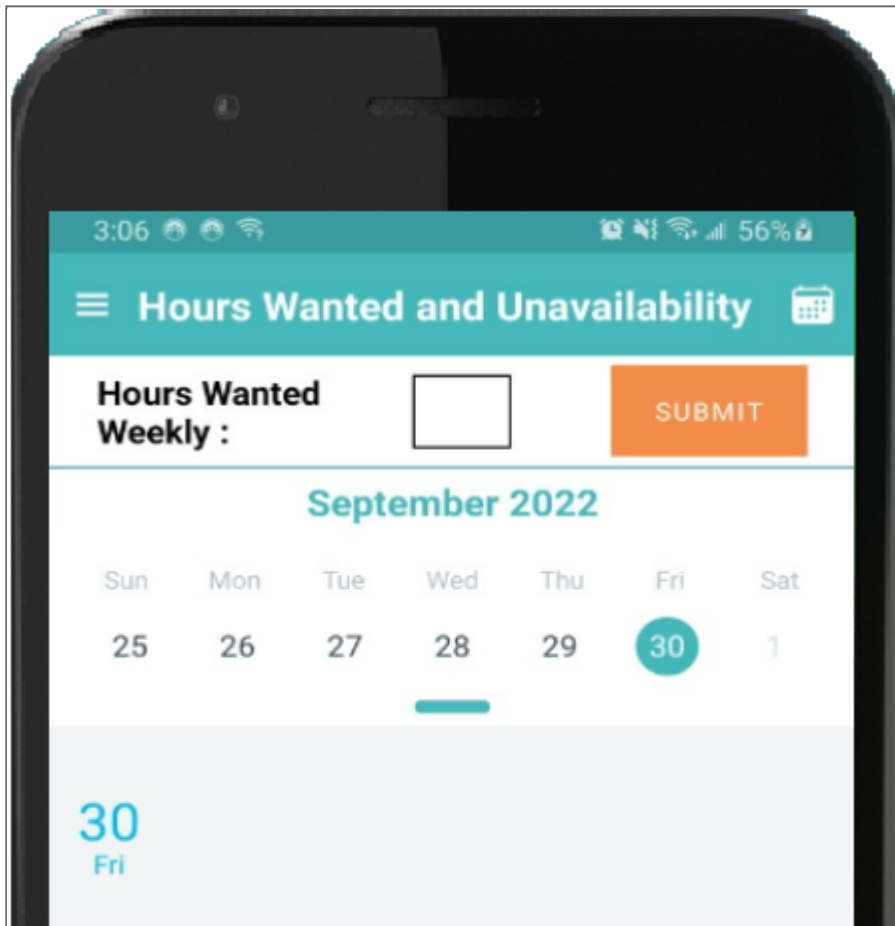 3:06 56%
Hours Wanted and Unavailability
Hours Wanted
Weekly :
SUBMIT
September 2022
Sun Mon Tue Wed Thu Fri Sat
25 26 27 28 29 30 1
30
Fri